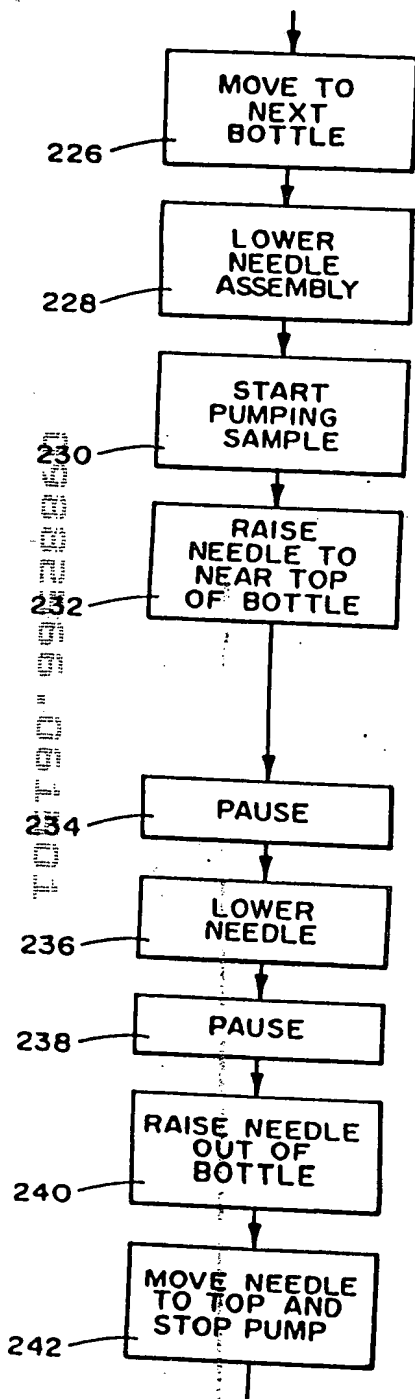 MOVE TO
NEXT
BOTTLE
226
LOWER
NEEDLE
ASSEMBLY
228
START
PUMPING
SAMPLE
230
RAISE
NEEDLE TO
NEAR TOP
OF BOTTLE
232
PAUSE
234
LOWER
NEEDLE
236
PAUSE
238
RAISE NEEDLE
OUT OF
BOTTLE
240
MOVE NEEDLE
TO TOP AND
STOP PUMP
242